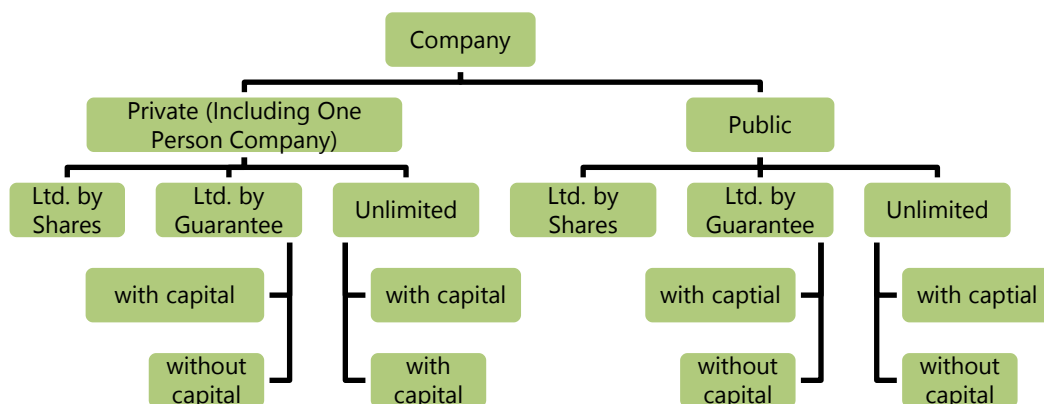 Company
Private (Including One
Person Company)
Public
Ltd. by
Shares
Ltd. by
Guarantee
Unlimited
Ltd. by
Shares
Ltd. by
Guarantee
Unlimited
with capital
with capital
with captial
with captial
without
capital
with
capital
without
capital
without
capital